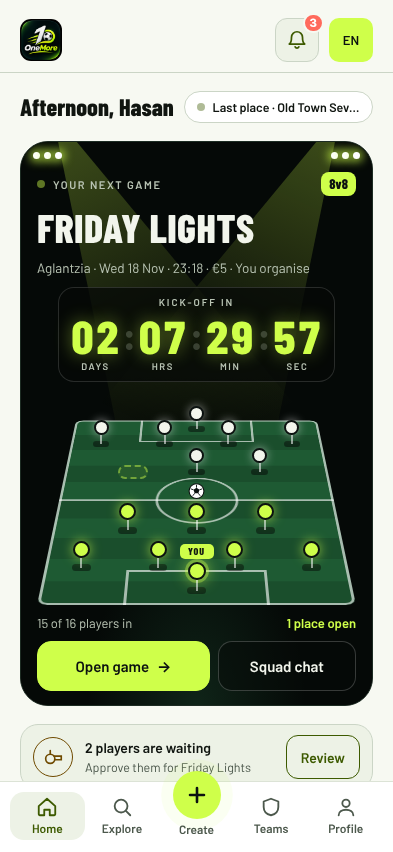 OneMore
3
EN
Afternoon, Hasan
Last place · Old Town Sev...
YOUR NEXT GAME
8v8
FRIDAY LIGHTS
Aglantzia · Wed 18 Nov · 23:18 · €5 · You organise
KICK-OFF IN
02 : 07 : 29 : 57
DAYS HRS MIN SEC
YOU
15 of 16 players in
1 place open
Open game →
Squad chat
2 players are waiting
Approve them for Friday Lights
Review
Home
Explore
Create
Teams
Profile